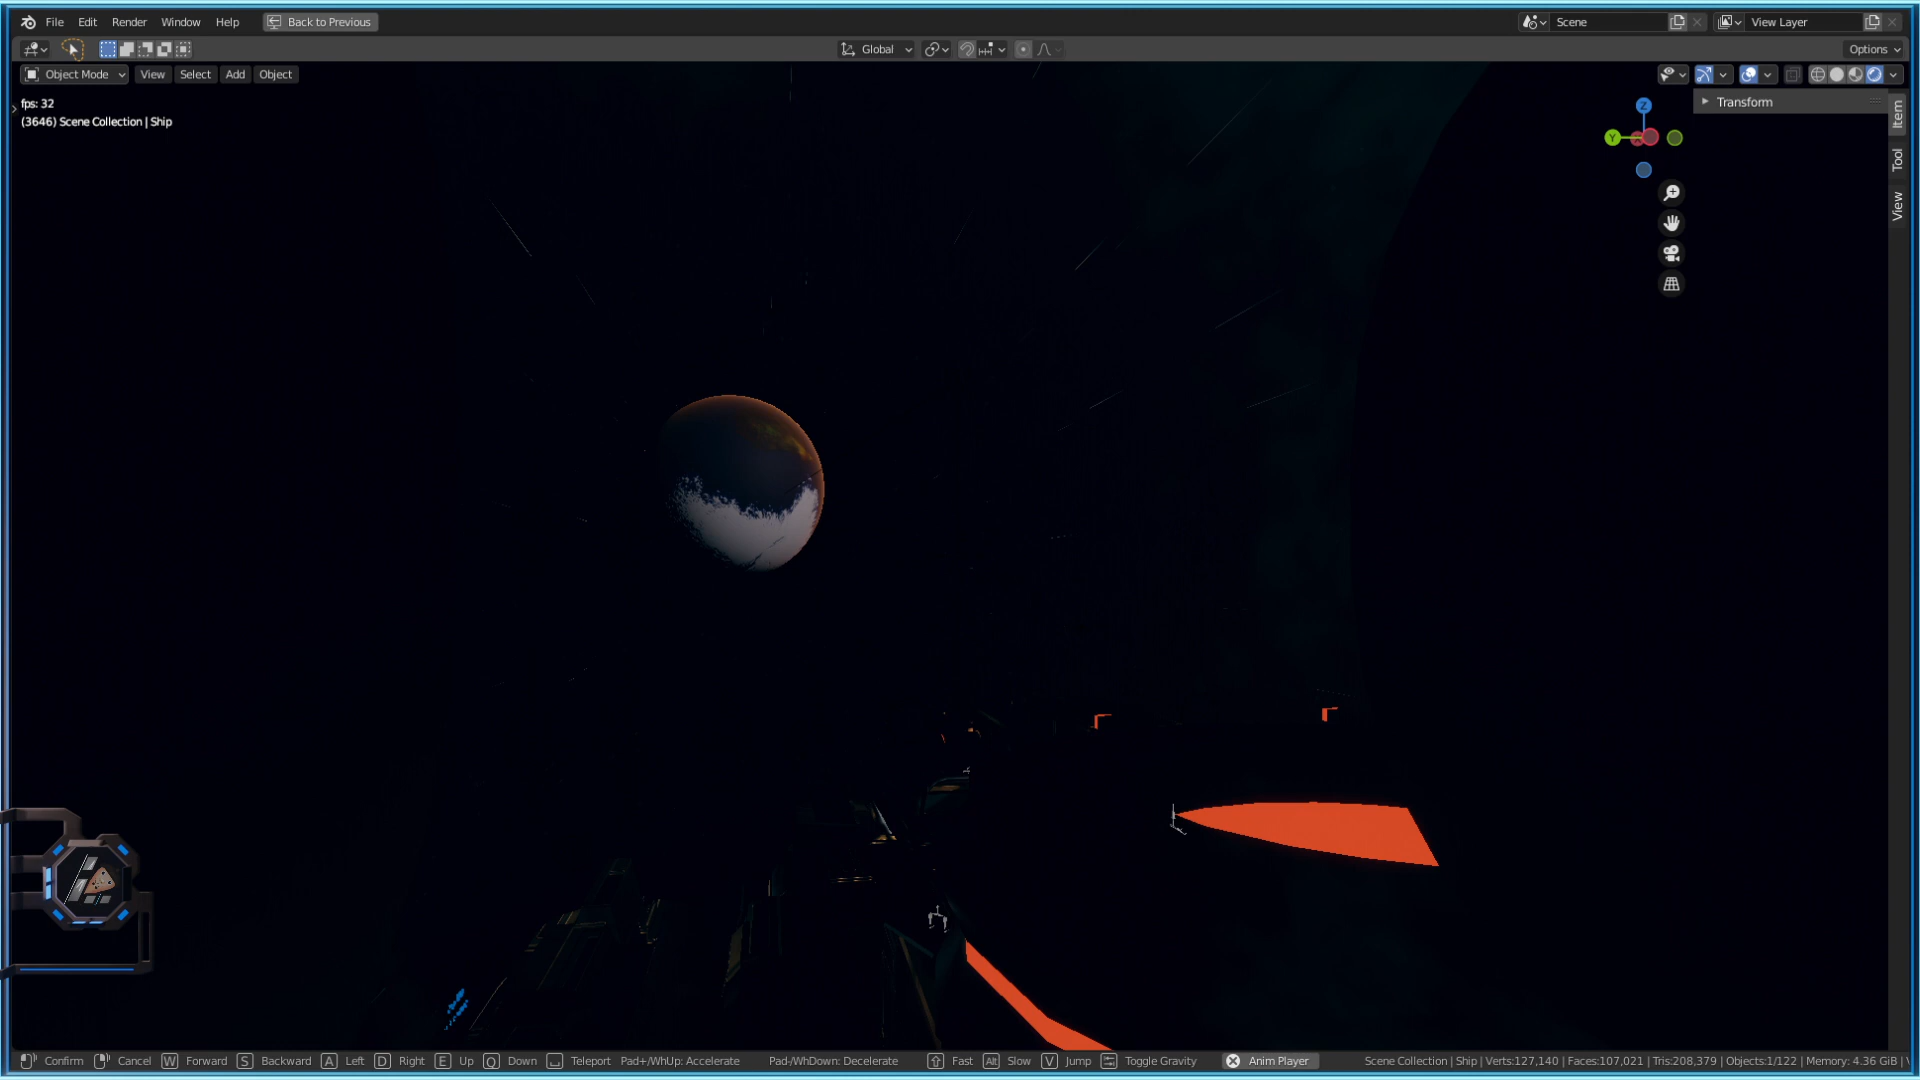 File Edit Render Window Help Back to Previous Scene View Layer
Global Options
Object Mode View Select Add Object
fps: 32
(3646) Scene Collection | Ship
Transform
Item
Tool
View
Z
Y
Confirm Cancel W Forward S Backward A Left D Right E Up Q Down Teleport Pad+/WhUp: Accelerate Pad-/WhDown: Decelerate Fast Alt Slow V Jump Toggle Gravity Anim Player Scene Collection | Ship | Verts:127,140 | Faces:107,021 | Tris:208,379 | Objects:1/122 | Memory: 4.36 GiB |